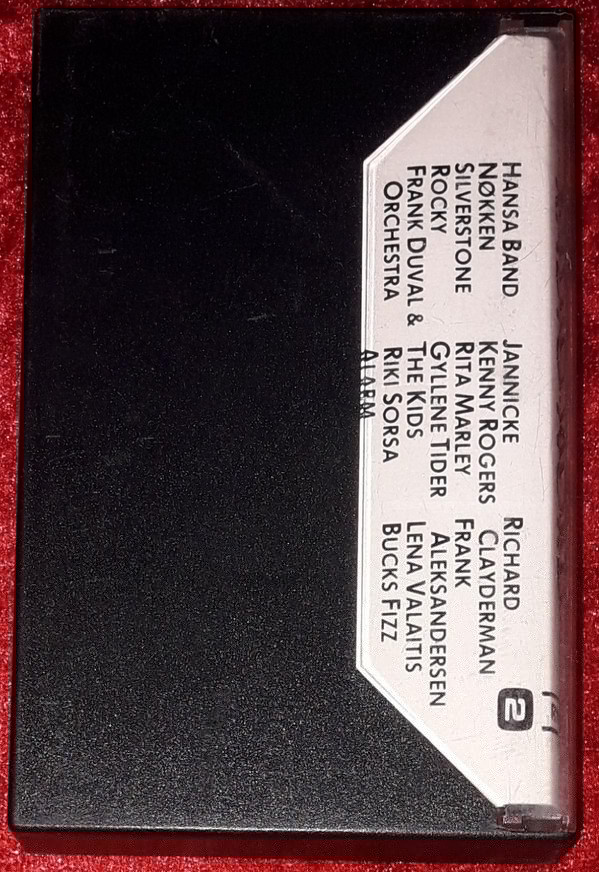 HANSA BAND
NØKKEN
SILVERSTONE
ROCKY
FRANK DUVAL &
ORCHESTRA
JANNICKE
KENNY ROGERS
RITA MARLEY
GYLLENE TIDER
THE KIDS
RIKI SORSA
ALARM
RICHARD
CLAYDERMAN
FRANK
ALEKSANDERSEN
LENA VALAITIS
BUCKS FIZZ
2